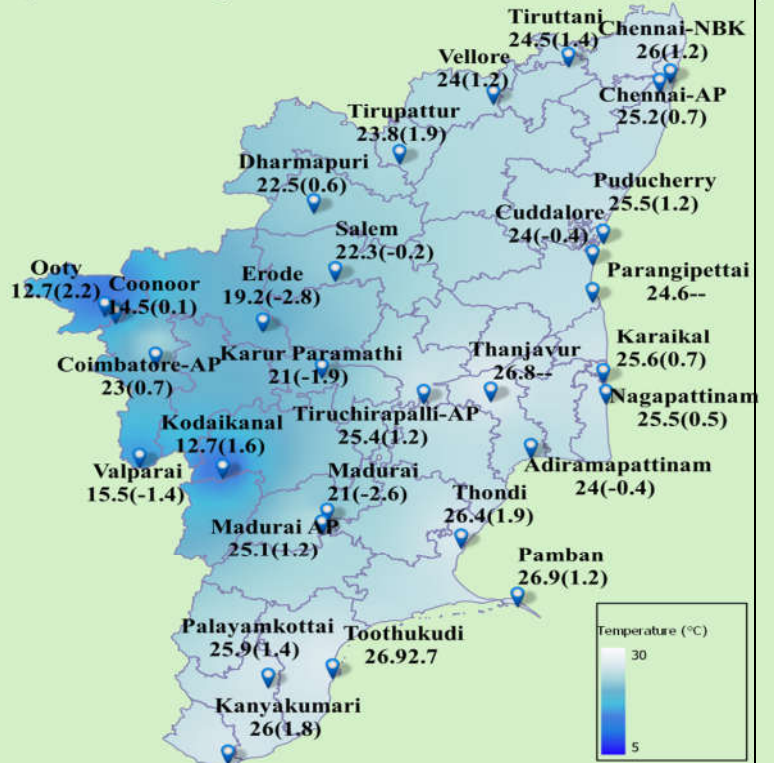 Tiruttani
24.5(1.4)
Chennai-NBK
26(1.2)
Vellore
24(1.2)
Chennai-AP
25.2(0.7)
Tirupattur
23.8(1.9)
Dharmapuri
22.5(0.6)
Puducherry
25.5(1.2)
Cuddalore
24(-0.4)
Salem
22.3(-0.2)
Ooty
12.7(2.2)
Coonoor
14.5(0.1)
Erode
19.2(-2.8)
Parangipettai
24.6--
Karaikal
25.6(0.7)
Coimbatore-AP
23(0.7)
Karur Paramathi
21(-1.9)
Thanjavur
26.8--
Nagapattinam
25.5(0.5)
Tiruchirapalli-AP
25.4(1.2)
Kodaikanal
12.7(1.6)
Valparai
15.5(-1.4)
Madurai
21(-2.6)
Adiramapattinam
24(-0.4)
Thondi
26.4(1.9)
Madurai AP
25.1(1.2)
Pamban
26.9(1.2)
Palayamkottai
25.9(1.4)
Toothukudi
26.92.7
Kanyakumari
26(1.8)
Temperature (°C)
30
5